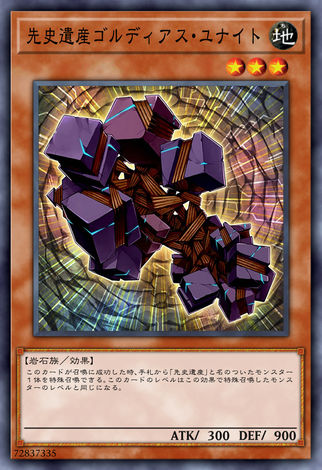 先史遺産ゴルディアス・ユナイト
地
ち
[岩石族／効果]
このカードが召喚に成功した時、手札から「先史遺産」と名のついたモンスター
１体を特殊召喚できる。このカードのレベルはこの効果で特殊召喚したモンス
ターのレベルと同じになる。
ATK/ 300 DEF/ 900
72837335